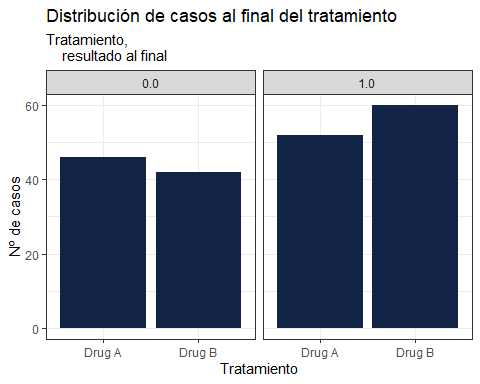 Distribución de casos al final del tratamiento
Tratamiento,
resultado al final
0.0
1.0
Nº de casos
60
40
20
0
Drug A
Drug B
Drug A
Drug B
Tratamiento